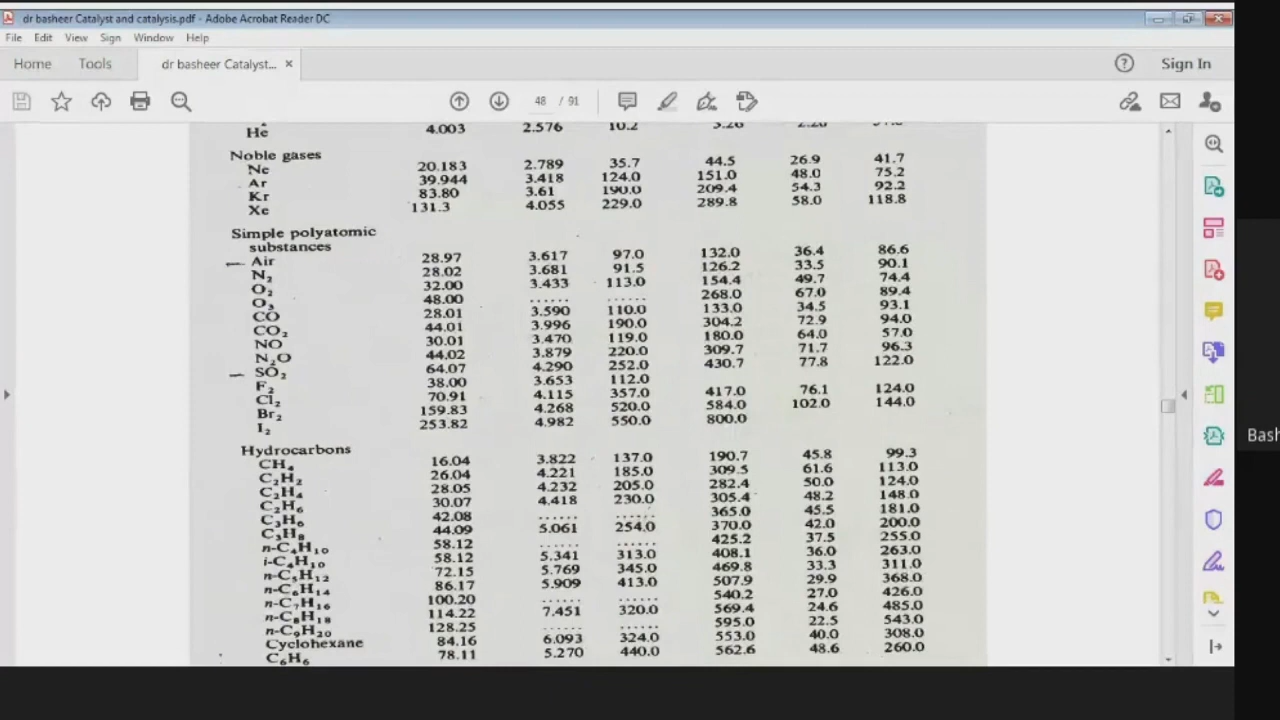 dr basheer Catalyst and catalysis.pdf - Adobe Acrobat Reader DC
File Edit View Sign Window Help
Home Tools dr basheer Catalyst... × Sign In
48 / 91
He 4.003 2.576 10.2
Noble gases
Ne 20.183 2.789 35.7 44.5 26.9 41.7
Ar 39.944 3.418 124.0 151.0 48.0 75.2
Kr 83.80 3.61 190.0 209.4 54.3 92.2
Xe 131.3 4.055 229.0 289.8 58.0 118.8
Simple polyatomic
substances
Air 28.97 3.617 97.0 132.0 36.4 86.6
N₂ 28.02 3.681 91.5 126.2 33.5 90.1
O₂ 32.00 3.433 113.0 154.4 49.7 74.4
O₃ 48.00 ...... ...... 268.0 67.0 89.4
CO 28.01 3.590 110.0 133.0 34.5 93.1
CO₂ 44.01 3.996 190.0 304.2 72.9 94.0
NO 30.01 3.470 119.0 180.0 64.0 57.0
N₂O 44.02 3.879 220.0 309.7 71.7 96.3
SO₂ 64.07 4.290 252.0 430.7 77.8 122.0
F₂ 38.00 3.653 112.0
Cl₂ 70.91 4.115 357.0 417.0 76.1 124.0
Br₂ 159.83 4.268 520.0 584.0 102.0 144.0
I₂ 253.82 4.982 550.0 800.0
Hydrocarbons
CH₄ 16.04 3.822 137.0 190.7 45.8 99.3
C₂H₂ 26.04 4.221 185.0 309.5 61.6 113.0
C₂H₄ 28.05 4.232 205.0 282.4 50.0 124.0
C₂H₆ 30.07 4.418 230.0 305.4 48.2 148.0
C₃H₆ 42.08 ...... ...... 365.0 45.5 181.0
C₃H₈ 44.09 5.061 254.0 370.0 42.0 200.0
n-C₄H₁₀ 58.12 ...... ...... 425.2 37.5 255.0
i-C₄H₁₀ 58.12 5.341 313.0 408.1 36.0 263.0
n-C₅H₁₂ 72.15 5.769 345.0 469.8 33.3 311.0
n-C₆H₁₄ 86.17 5.909 413.0 507.9 29.9 368.0
n-C₇H₁₆ 100.20 ...... ...... 540.2 27.0 426.0
n-C₈H₁₈ 114.22 7.451 320.0 569.4 24.6 485.0
n-C₉H₂₀ 128.25 ...... ...... 595.0 22.5 543.0
Cyclohexane 84.16 6.093 324.0 553.0 40.0 308.0
C₆H₆ 78.11 5.270 440.0 562.6 48.6 260.0
Bash